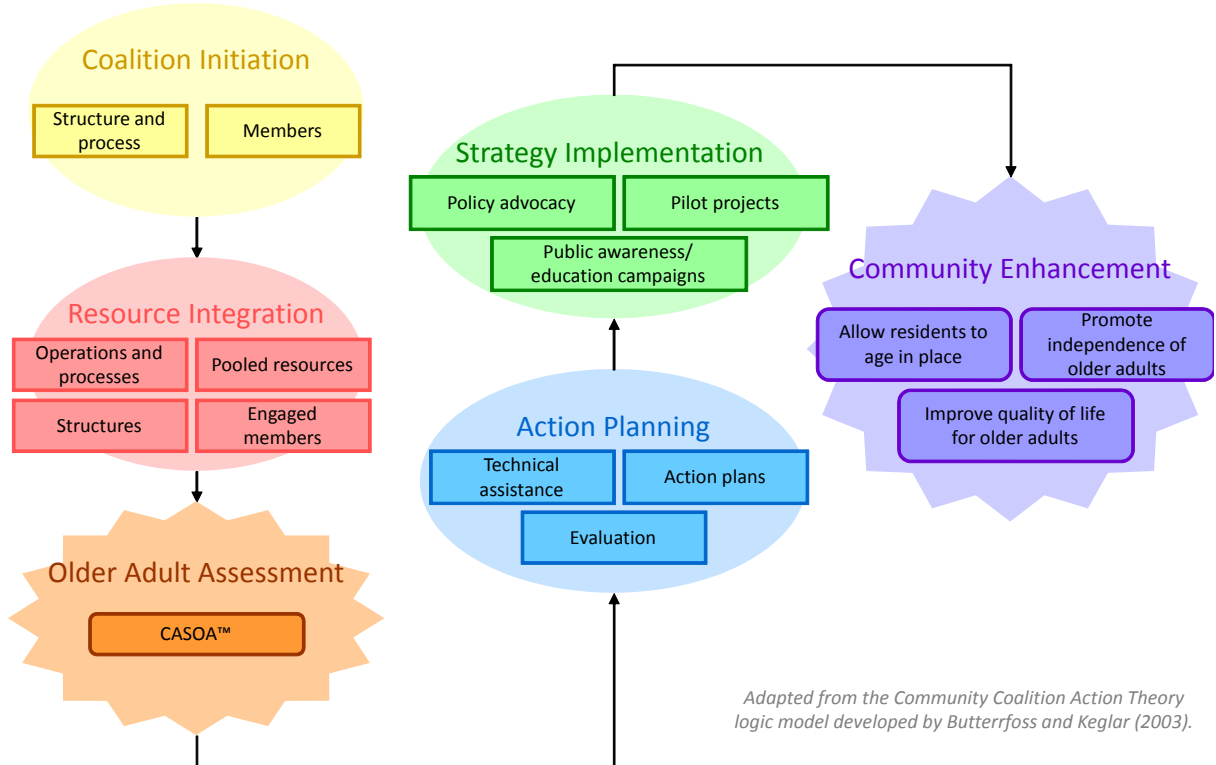 Coalition Initiation
Structure and
process
Members
Resource Integration
Operations and
processes
Pooled resources
Structures
Engaged
members
Older Adult Assessment
CASOA™
Action Planning
Technical
assistance
Action plans
Evaluation
Strategy Implementation
Policy advocacy
Pilot projects
Public awareness/
education campaigns
Community Enhancement
Allow residents to
age in place
Promote
independence of
older adults
Improve quality of life
for older adults
Adapted from the Community Coalition Action Theory
logic model developed by Butterrfoss and Keglar (2003).